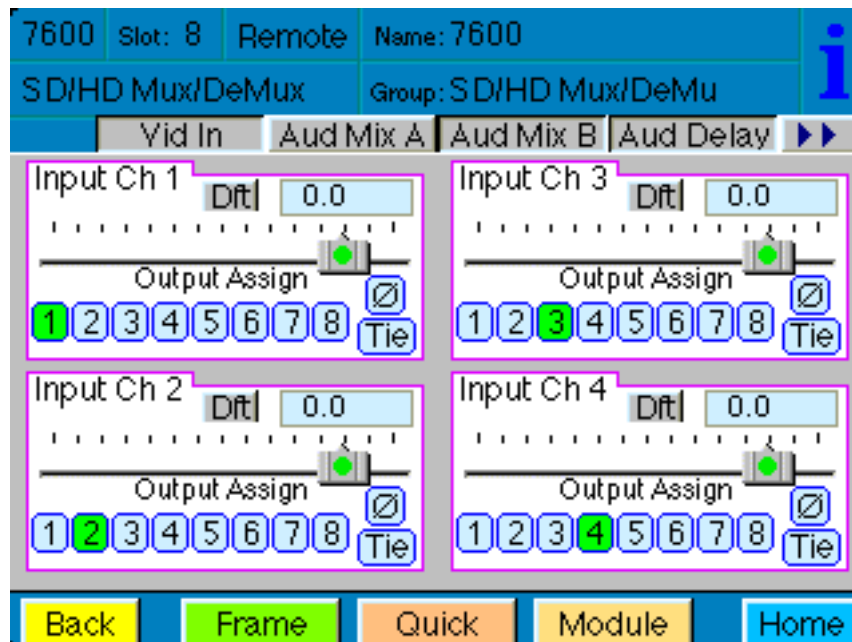 7600 Slot: 8 Remote Name: 7600 i
SD/HD Mux/DeMux Group: SD/HD Mux/DeMu
Vid In Aud Mix A Aud Mix B Aud Delay
Input Ch 1 Dft 0.0
Output Assign
Ø
1 2 3 4 5 6 7 8 Tie
Input Ch 3 Dft 0.0
Output Assign
Ø
1 2 3 4 5 6 7 8 Tie
Input Ch 2 Dft 0.0
Output Assign
Ø
1 2 3 4 5 6 7 8 Tie
Input Ch 4 Dft 0.0
Output Assign
Ø
1 2 3 4 5 6 7 8 Tie
Back Frame Quick Module Home